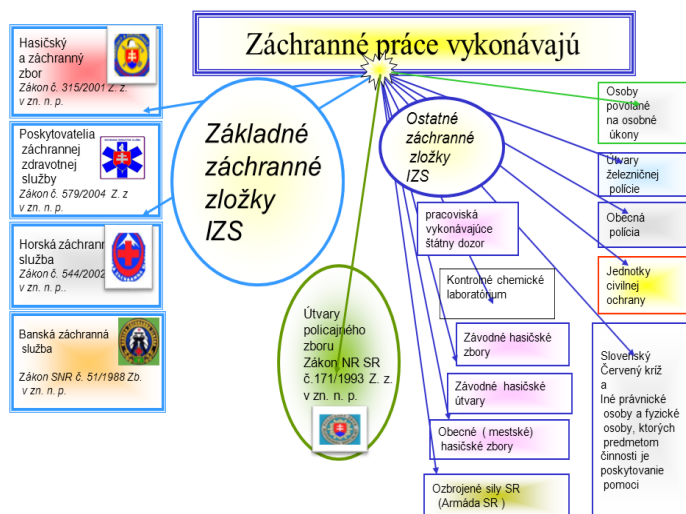 Záchranné práce vykonávajú
Hasičský
a záchranný
zbor
Zákon č. 315/2001 Z. z.
v zn. n. p.
Poskytovatelia
záchrannej
zdravotnej
služby
Zákon č. 579/2004 Z. z
v zn. n. p.
Horská záchranн
služba
Zákon č. 544/2002
v zn. n. p..
Banská záchranná
služba
Zákon SNR č. 51/1988 Zb.
v zn. n. p.
Základné
záchranné
zložky
IZS
Útvary
policajného
zboru
Zákon NR SR
č.171/1993 Z. z.
v zn. n. p.
Ostatné
záchranné
zložky
IZS
pracoviská
vykonávajúce
štátny dozor
Kontrolné chemické
laboratórium
Závodné hasičské
zbory
Závodné hasičské
útvary
Obecné ( mestské)
hasičské zbory
Ozbrojené sily SR
(Armáda SR )
Osoby
povolané
na osobné
úkony
Útvary
železničnej
polície
Obecná
polícia
Jednotky
civilnej
ochrany
Slovenský
Červený kríž
a
Iné právnické
osoby a fyzické
osoby, ktorých
predmetom
činnosti je
poskytovanie
pomoci